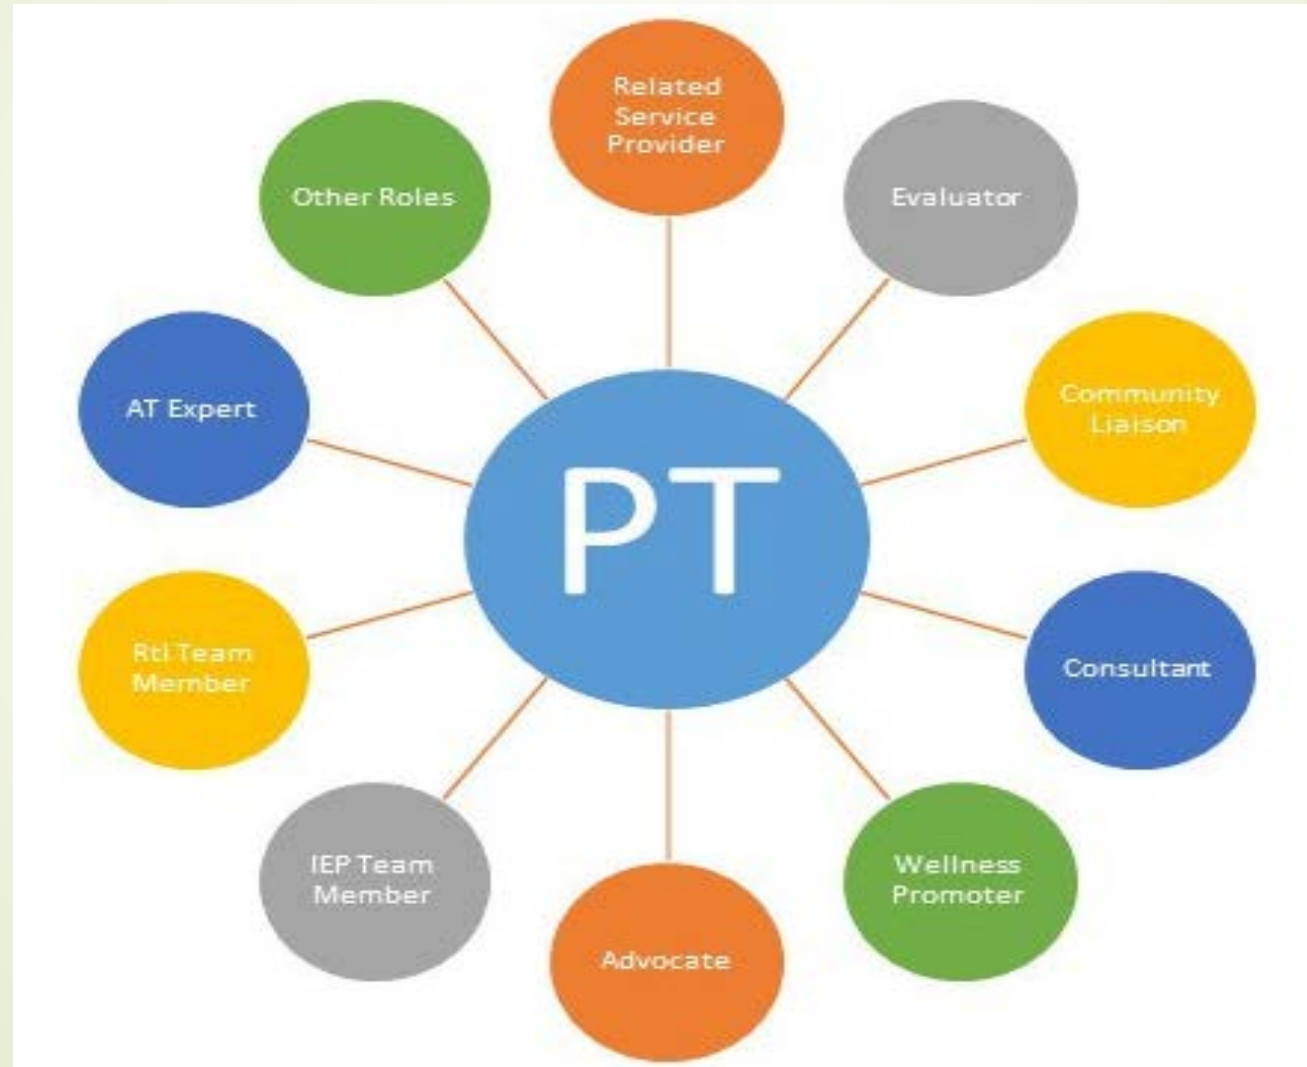 Related
Service
Provider
Evaluator
Community
Liaison
Consultant
Wellness
Promoter
Advocate
IEP Team
Member
RtI Team
Member
AT Expert
Other Roles
PT